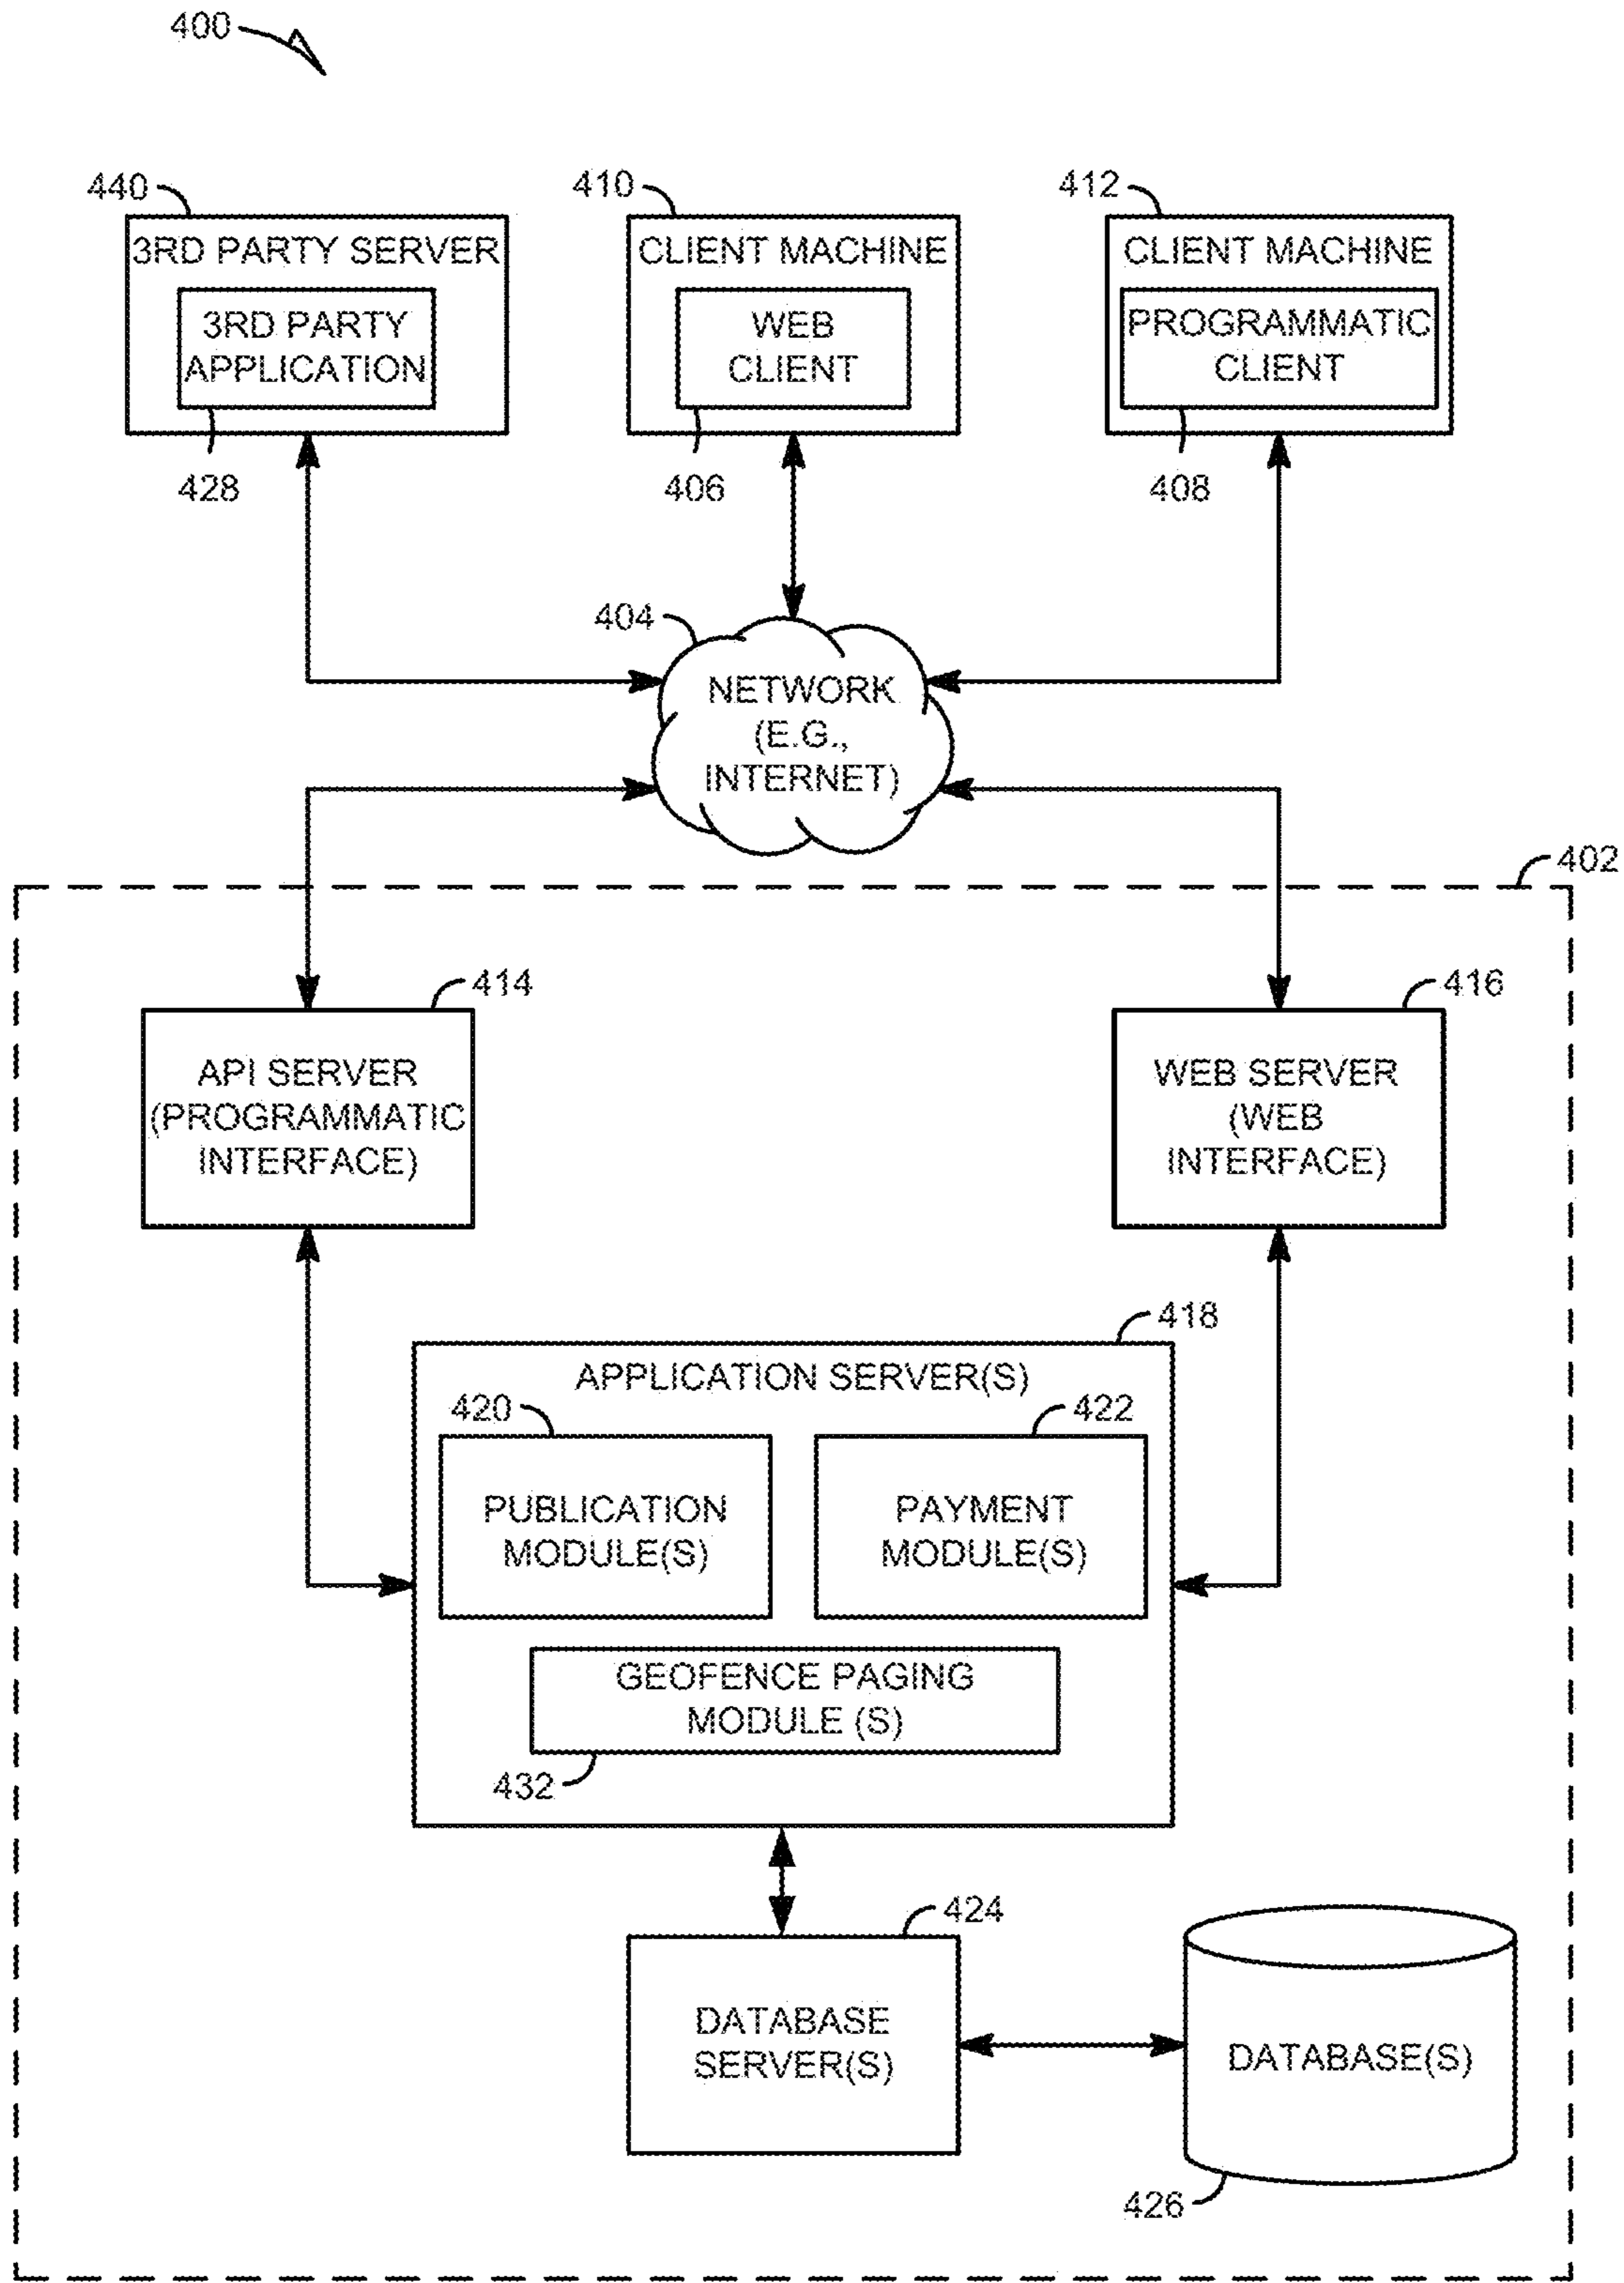 400
440
410
412
3RD PARTY SERVER
3RD PARTY
APPLICATION
428
CLIENT MACHINE
WEB
CLIENT
406
CLIENT MACHINE
PROGRAMMATIC
CLIENT
408
404
NETWORK
(E.G.,
INTERNET)
402
414
API SERVER
(PROGRAMMATIC
INTERFACE)
416
WEB SERVER
(WEB
INTERFACE)
418
APPLICATION SERVER(S)
420
PUBLICATION
MODULE(S)
422
PAYMENT
MODULE(S)
GEOFENCE PAGING
MODULE (S)
432
424
DATABASE
SERVER(S)
DATABASE(S)
426